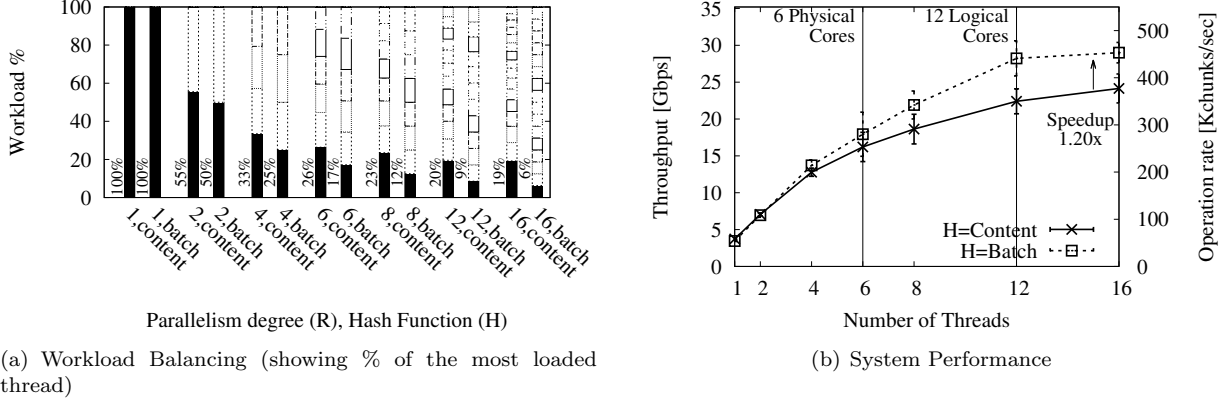 100
80
60
40
20
0
Workload %
100%
100%
55%
50%
33%
25%
26%
17%
23%
12%
20%
9%
19%
6%
1,content
1,batch
2,content
2,batch
4,content
4,batch
6,content
6,batch
8,content
8,batch
12,content
12,batch
16,content
16,batch
Parallelism degree (R), Hash Function (H)
(a) Workload Balancing (showing % of the most loaded
thread)
35
30
25
20
15
10
5
0
Throughput [Gbps]
6 Physical
Cores
12 Logical
Cores
Speedup
1.20x
H=Content
H=Batch
500
400
300
200
100
0
Operation rate [Kchunks/sec]
1
2
4
6
8
12
16
Number of Threads
(b) System Performance